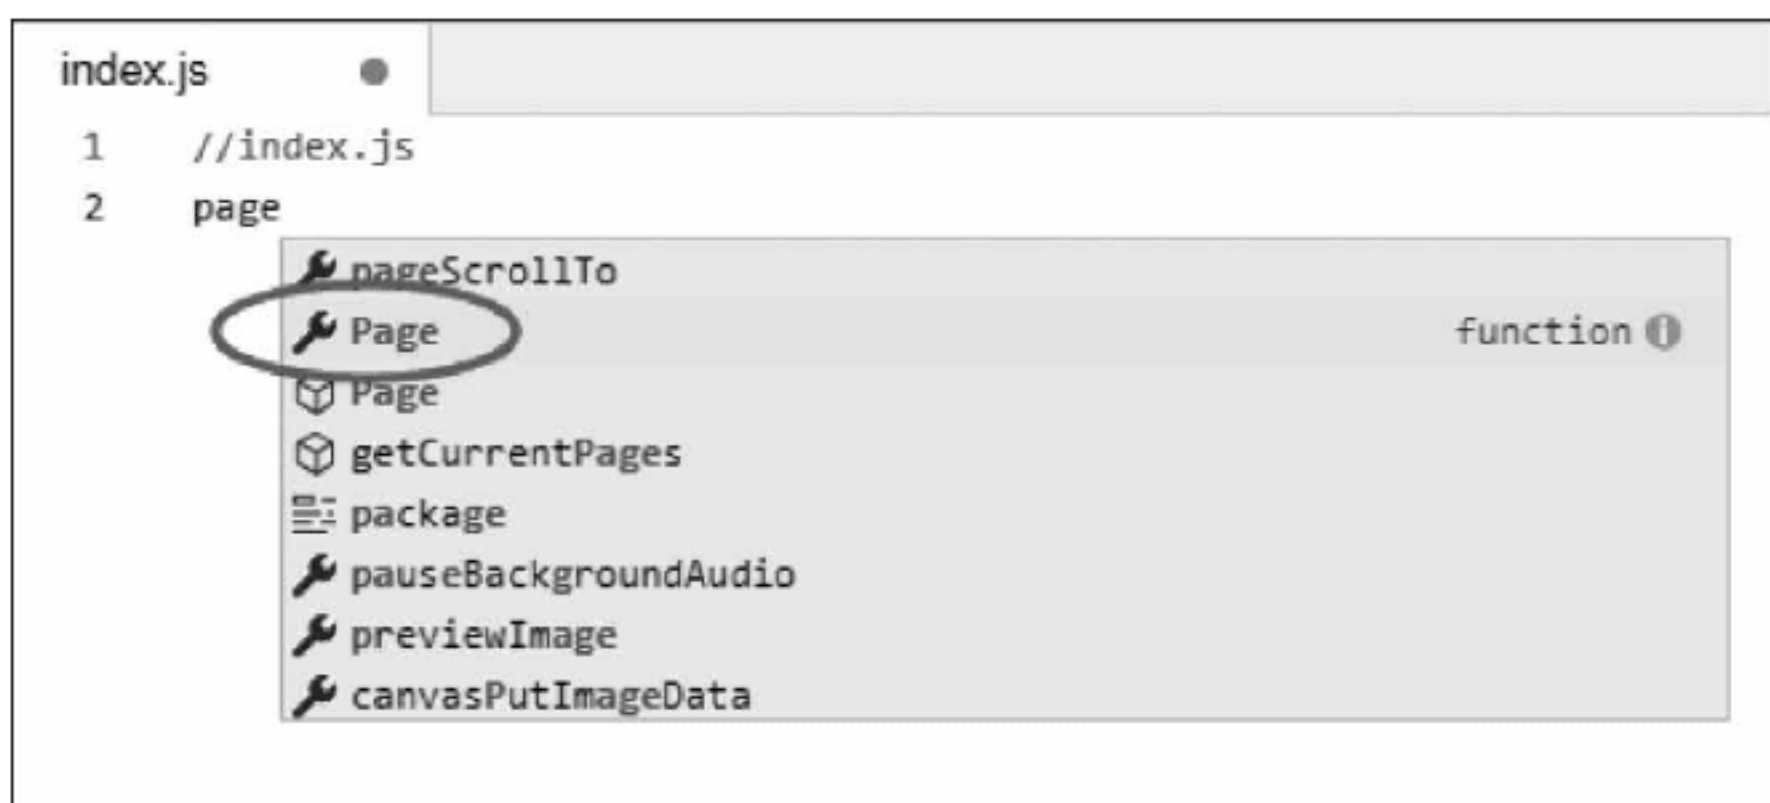 index.js
1 //index.js
2 page
pageScrollTo
Page function
Page
getCurrentPages
package
pauseBackgroundAudio
previewImage
canvasPutImageData